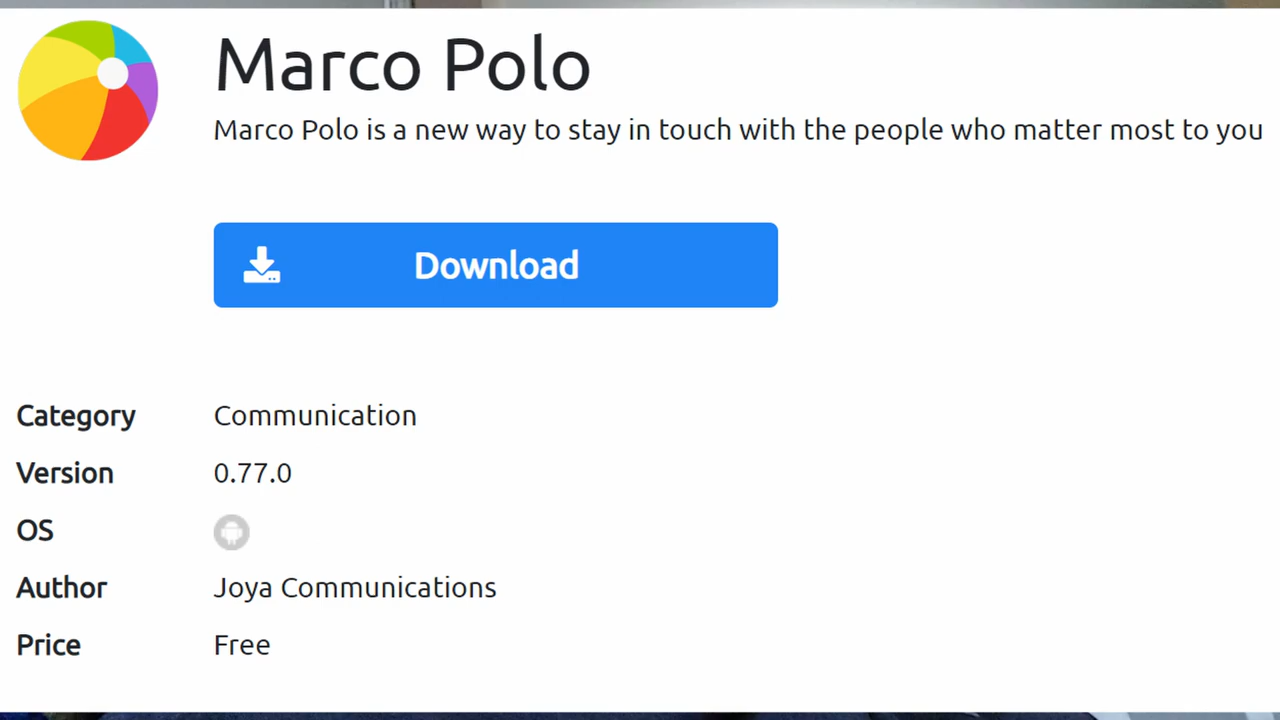 Marco Polo
Marco Polo is a new way to stay in touch with the people who matter most to you
Download
Category Communication
Version 0.77.0
OS
Author Joya Communications
Price Free